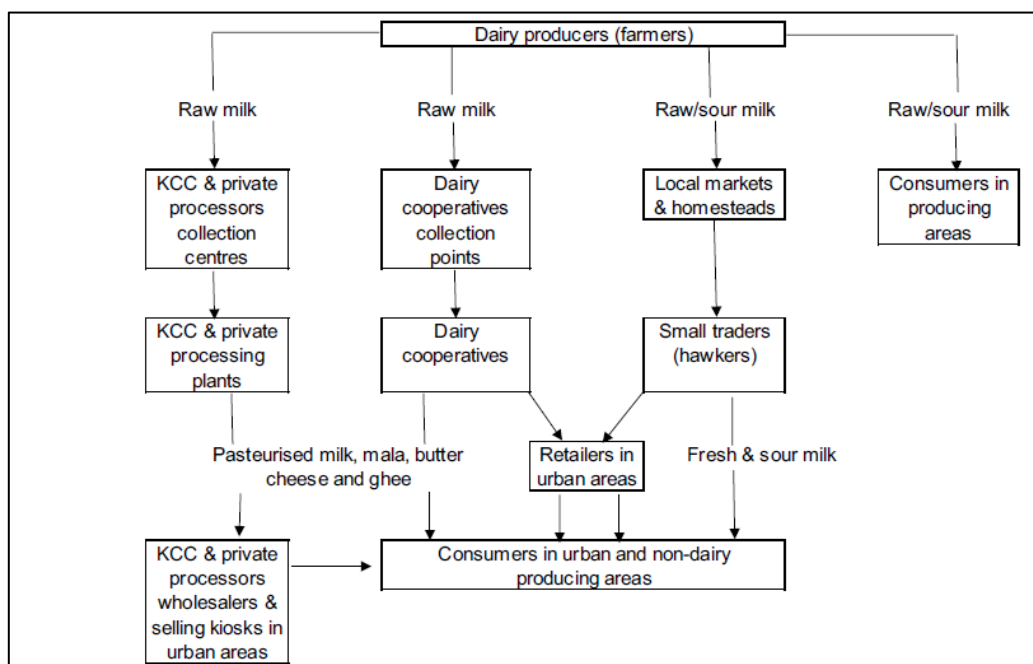 Dairy producers (farmers)
Raw milk
Raw milk
Raw/sour milk
Raw/sour milk
KCC & private
processors
collection
centres
Dairy
cooperatives
collection
points
Local markets
& homesteads
Consumers in
producing
areas
KCC & private
processing
plants
Dairy
cooperatives
Small traders
(hawkers)
Pasteurised milk, mala, butter
cheese and ghee
Retailers in
urban areas
Fresh & sour milk
KCC & private
processors
wholesalers &
selling kiosks in
urban areas
Consumers in urban and non-dairy
producing areas